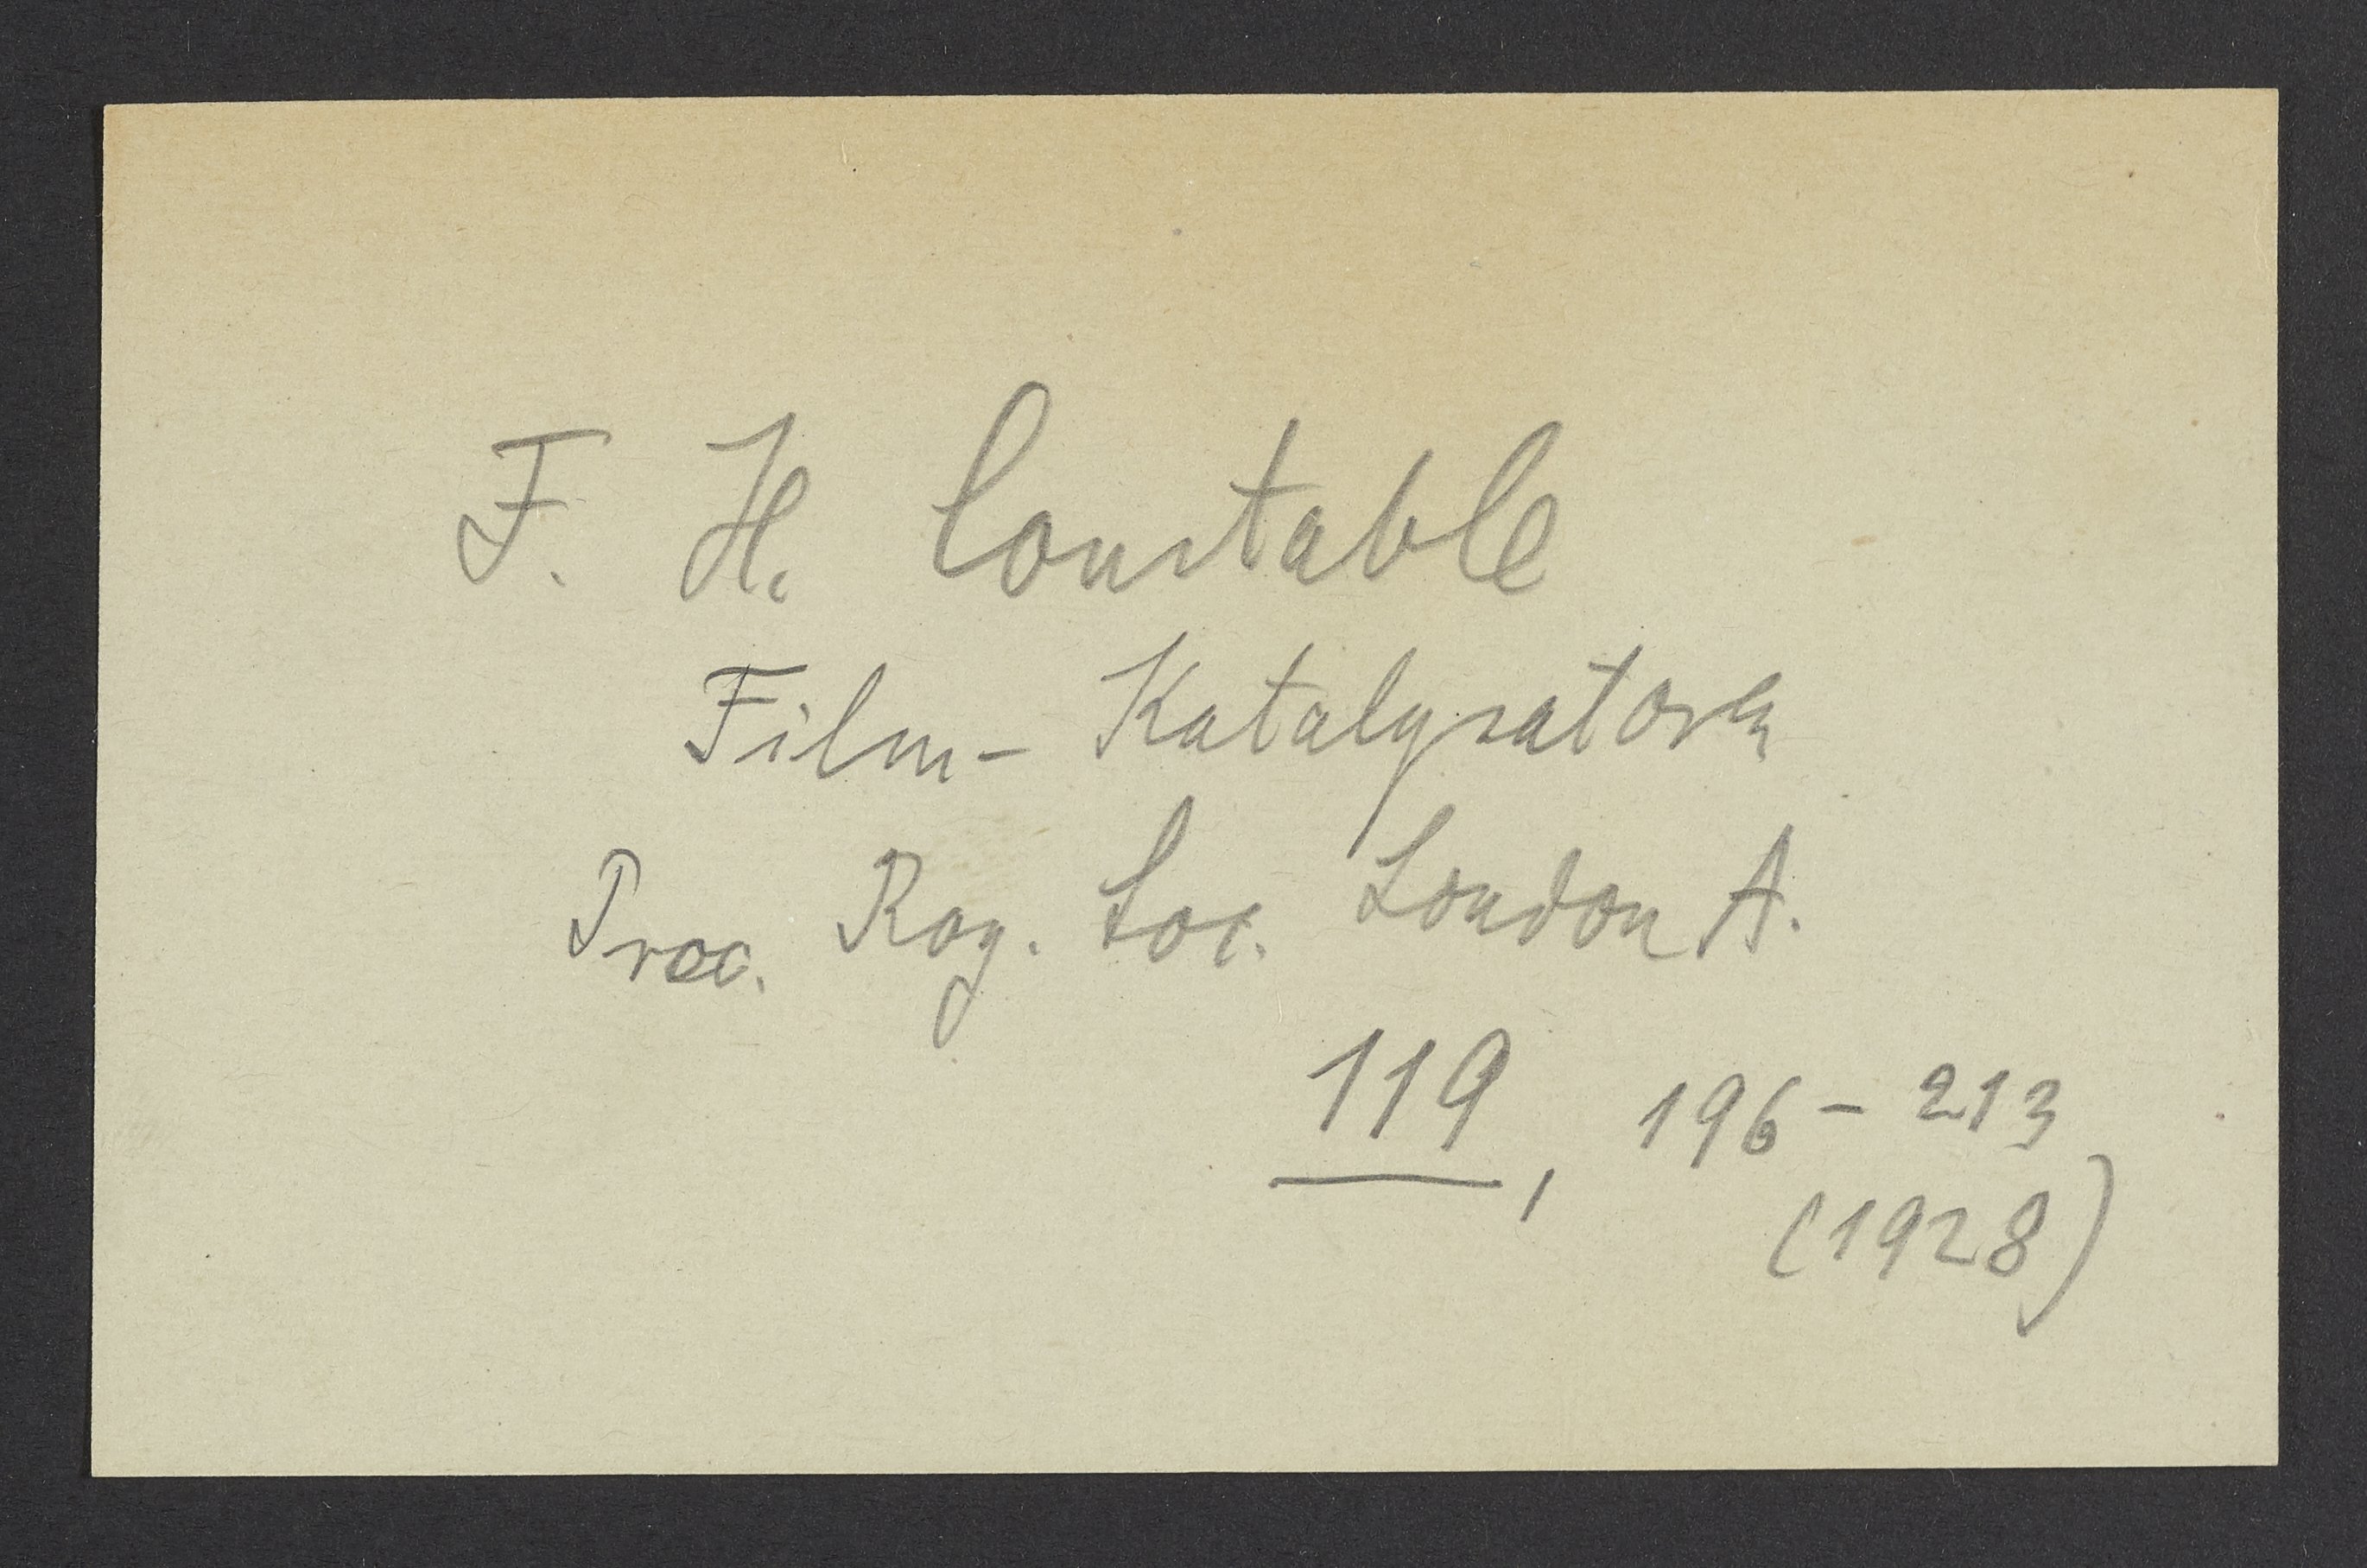 F. H. Constable
Film- Katalysatoren
Proc. Roy. Soc. London A.
119, 196-213
(1928)